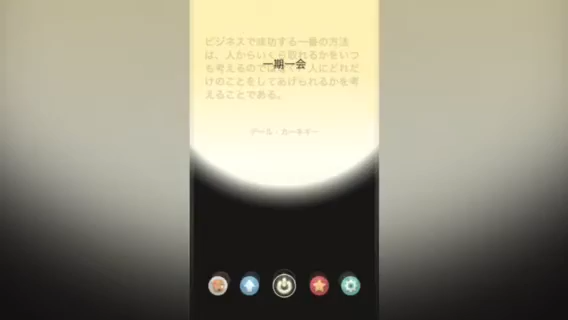 ビジネスで成功する一番の方法
は、人からいくら取れるかをいつ
も考えるのではなく、人にどれだ
けのことをしてあげられるかを考
えることである。
一期一会
デール・カーネギー